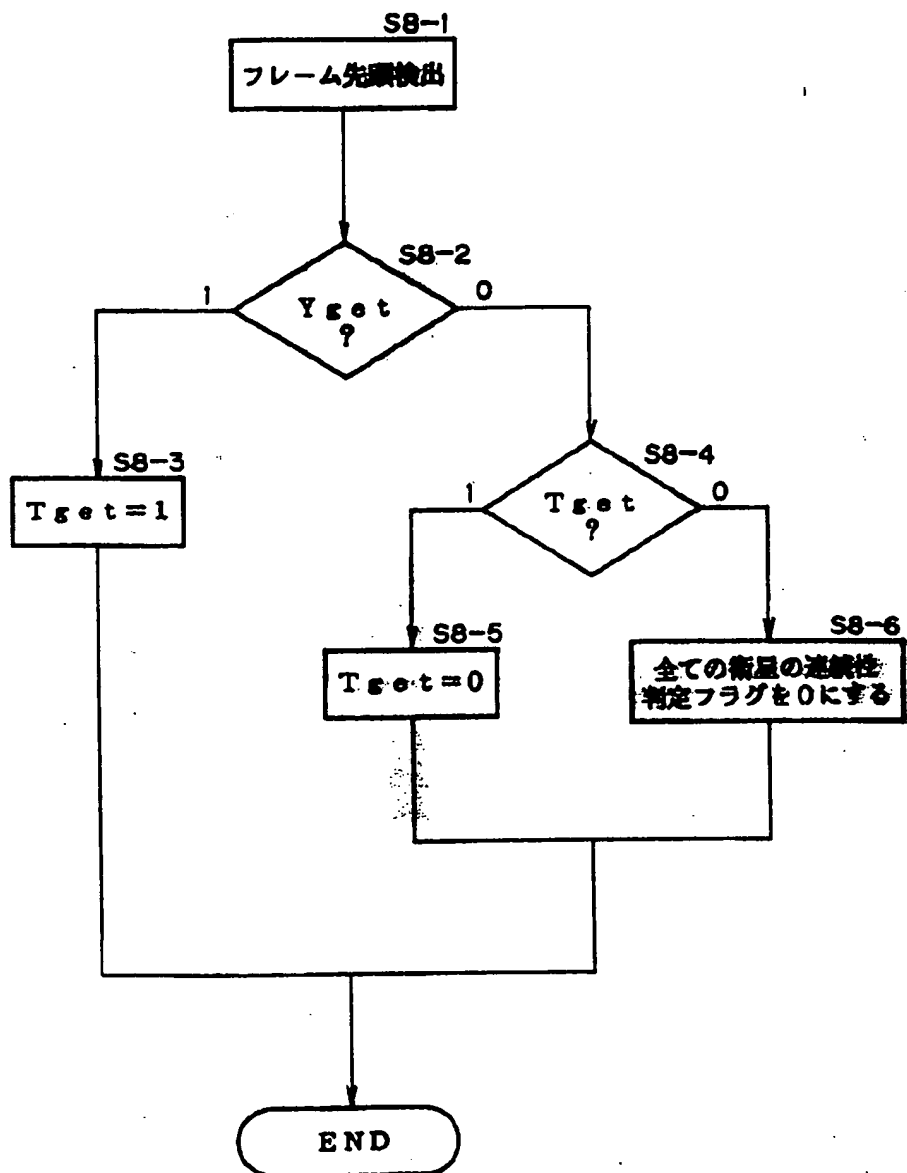 S8-1
フレーム先頭検出
S8-2
1
Yget
?
0
S8-3
Tget=1
S8-4
1
Tget
?
0
S8-5
Tget=0
S8-6
全ての衛星の連続性
判定フラグを0にする
END